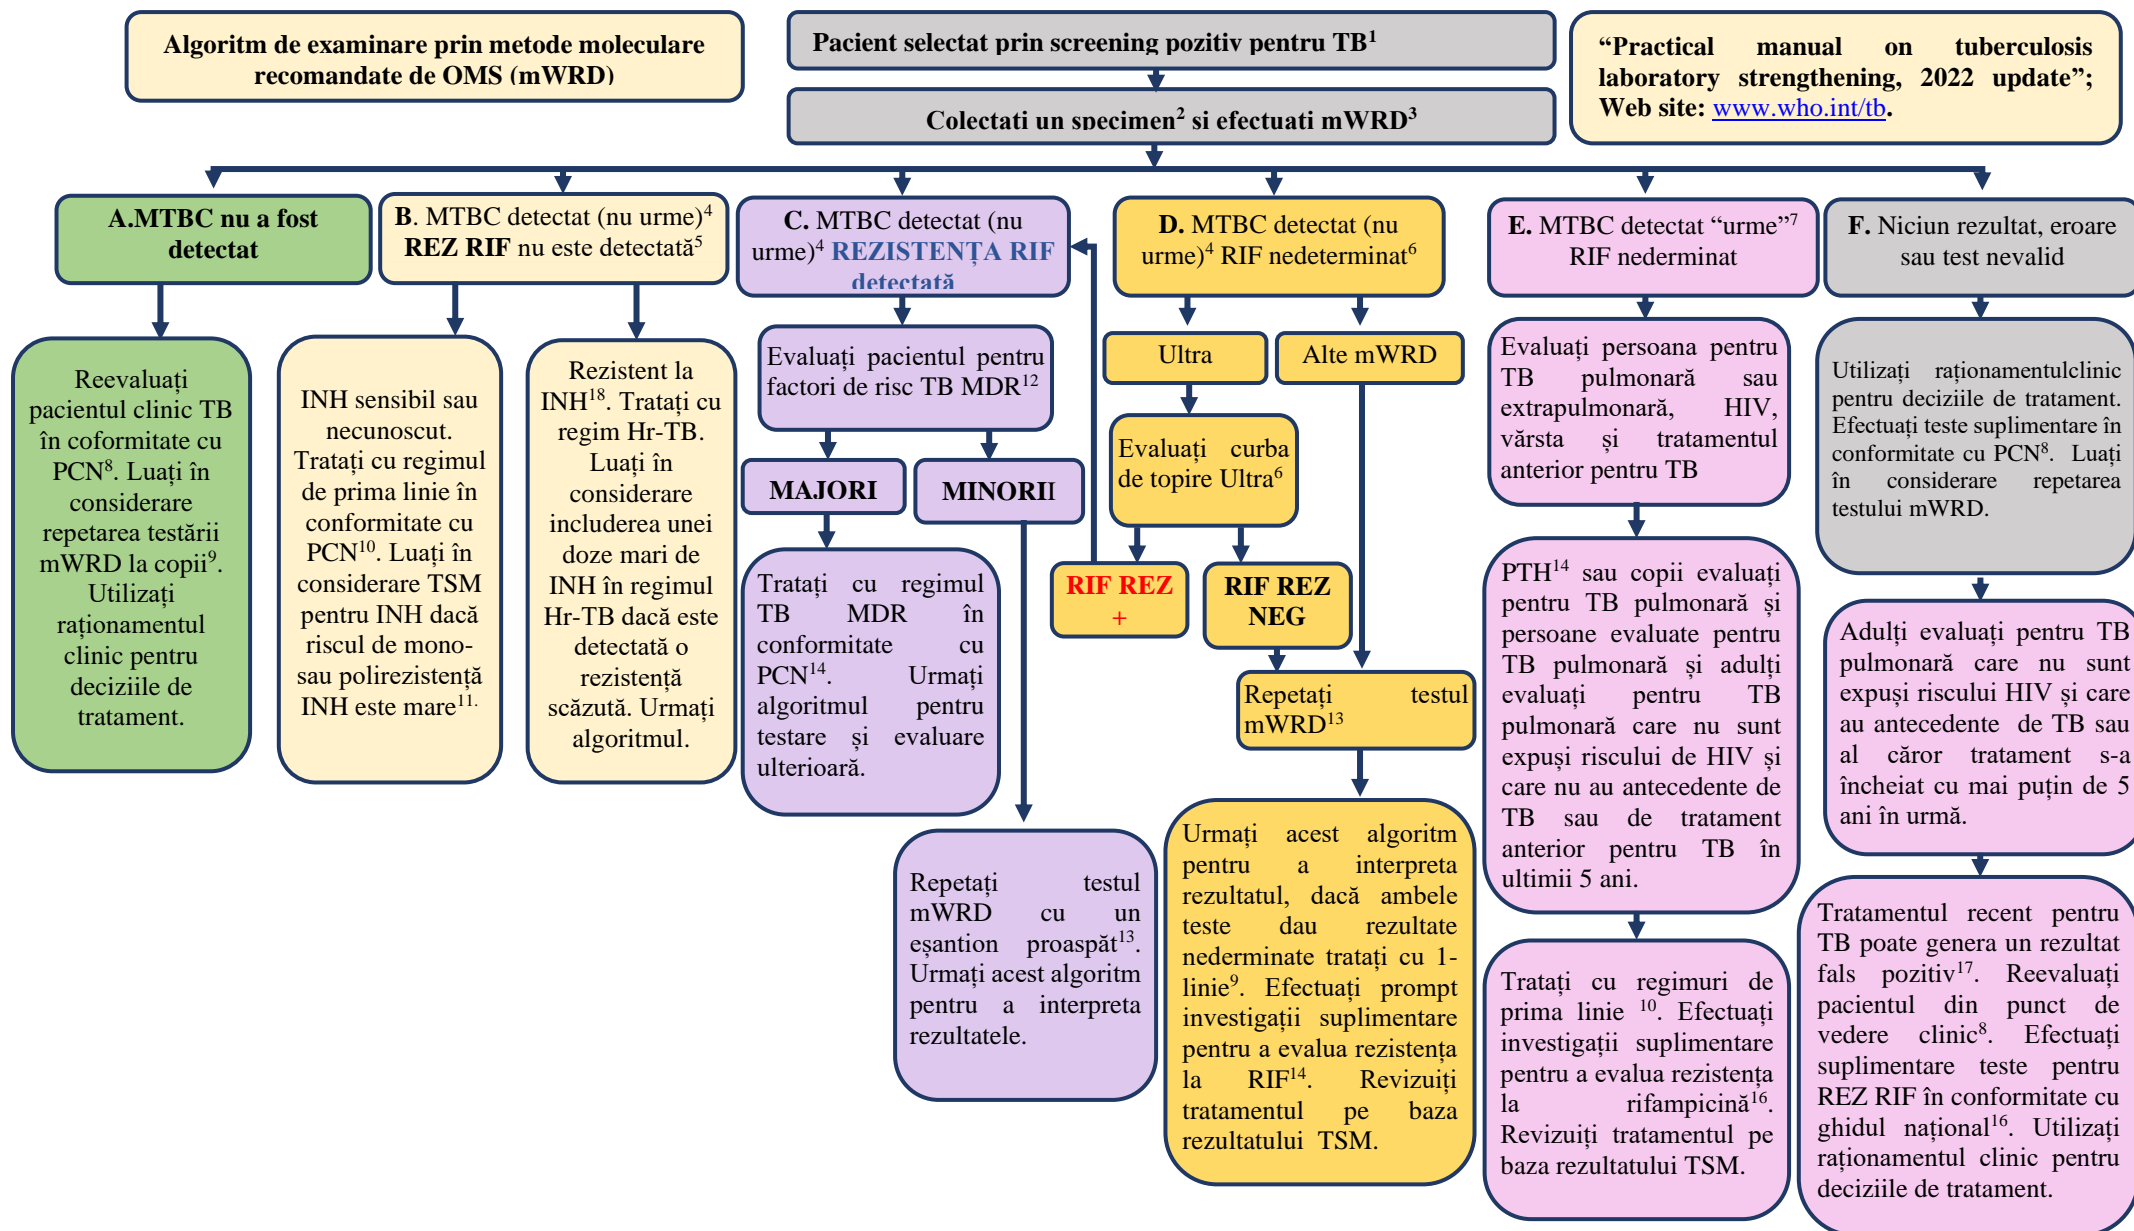 Algoritm de examinare prin metode moleculare
recomandate de OMS (mWRD)
Pacient selectat prin screening pozitiv pentru TB¹
“Practical manual on tuberculosis
laboratory strengthening, 2022 update”;
Web site: www.who.int/tb.
Colectati un specimen² si efectuati mWRD³
A.MTBC nu a fost
detectat
B. MTBC detectat (nu urme)⁴
REZ RIF nu este detectată⁵
C. MTBC detectat (nu
urme)⁴ REZISTENȚA RIF
detectată
D. MTBC detectat (nu
urme)⁴ RIF nedeterminat⁶
E. MTBC detectat “urme”⁷
RIF nederminat
F. Niciun rezultat, eroare
sau test nevalid
Reevaluați
pacientul clinic TB
în coformitate cu
PCN⁸. Luați în
considerare
repetarea testării
mWRD la copii⁹.
Utilizați
raționamentul
clinic pentru
deciziile de
tratament.
INH sensibil sau
necunoscut.
Tratați cu regimul
de prima linie în
conformitate cu
PCN¹⁰. Luați în
considerare TSM
pentru INH dacă
riscul de mono-
sau polirezistență
INH este mare¹¹.
Rezistent la
INH¹⁸. Tratați cu
regim Hr-TB.
Luați în
considerare
includerea unei
doze mari de
INH în regimul
Hr-TB dacă este
detectată o
rezistență
scăzută. Urmați
algoritmul.
Evaluați pacientul pentru
factori de risc TB MDR¹²
MAJORI
MINORII
Tratați cu regimul
TB MDR în
conformitate cu
PCN¹⁴. Urmați
algoritmul pentru
testare și evaluare
ulterioară.
Repetați testul
mWRD cu un
eșantion proaspăt¹³.
Urmați acest algoritm
pentru a interpreta
rezultatele.
Ultra
Alte mWRD
Evaluați curba
de topire Ultra⁶
RIF REZ
+
RIF REZ
NEG
Repetați testul
mWRD¹³
Urmați acest algoritm
pentru a interpreta
rezultatul, dacă ambele
teste dau rezultate
nederminate tratați cu 1-
linie⁹. Efectuați prompt
investigații suplimentare
pentru a evalua rezistența
la RIF¹⁴. Revizuiți
tratamentul pe baza
rezultatului TSM.
Evaluați persoana pentru
TB pulmonară sau
extrapulmonară, HIV,
vărsta și tratamentul
anterior pentru TB
PTH¹⁴ sau copii evaluați
pentru TB pulmonară și
persoane evaluate pentru
TB pulmonară și adulți
evaluați pentru TB
pulmonară care nu sunt
expuși riscului de HIV și
care nu au antecedente de
TB sau de tratament
anterior pentru TB în
ultimii 5 ani.
Tratați cu regimuri de
prima linie ¹⁰. Efectuați
investigații suplimentare
pentru a evalua rezistența
la rifampicină¹⁶.
Revizuiți tratamentul pe
baza rezultatului TSM.
Utilizați raționamentulclinic
pentru deciziile de tratament.
Efectuați teste suplimentare în
conformitate cu PCN⁸. Luați
în considerare repetarea
testului mWRD.
Adulți evaluați pentru TB
pulmonară care nu sunt
expuși riscului HIV și care
au antecedente de TB sau
al căror tratament s-a
încheiat cu mai puțin de 5
ani în urmă.
Tratamentul recent pentru
TB poate genera un rezultat
fals pozitiv¹⁷. Reevaluați
pacientul din punct de
vedere clinic⁸. Efectuați
suplimentare teste pentru
REZ RIF în conformitate cu
ghidul național¹⁶. Utilizați
raționamentul clinic pentru
deciziile de tratament.